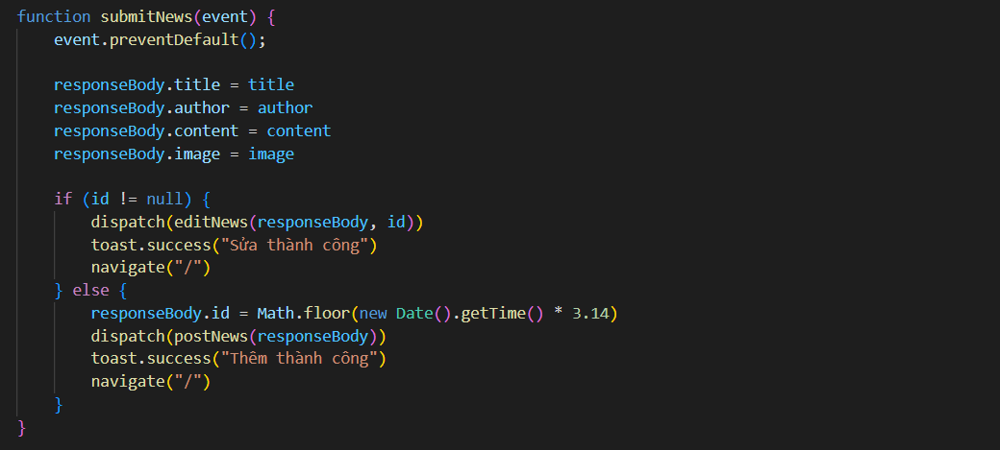 function submitNews(event) {
    event.preventDefault();

    responseBody.title = title
    responseBody.author = author
    responseBody.content = content
    responseBody.image = image

    if (id != null) {
        dispatch(editNews(responseBody, id))
        toast.success("Sửa thành công")
        navigate("/")
    } else {
        responseBody.id = Math.floor(new Date().getTime() * 3.14)
        dispatch(postNews(responseBody))
        toast.success("Thêm thành công")
        navigate("/")
    }
}